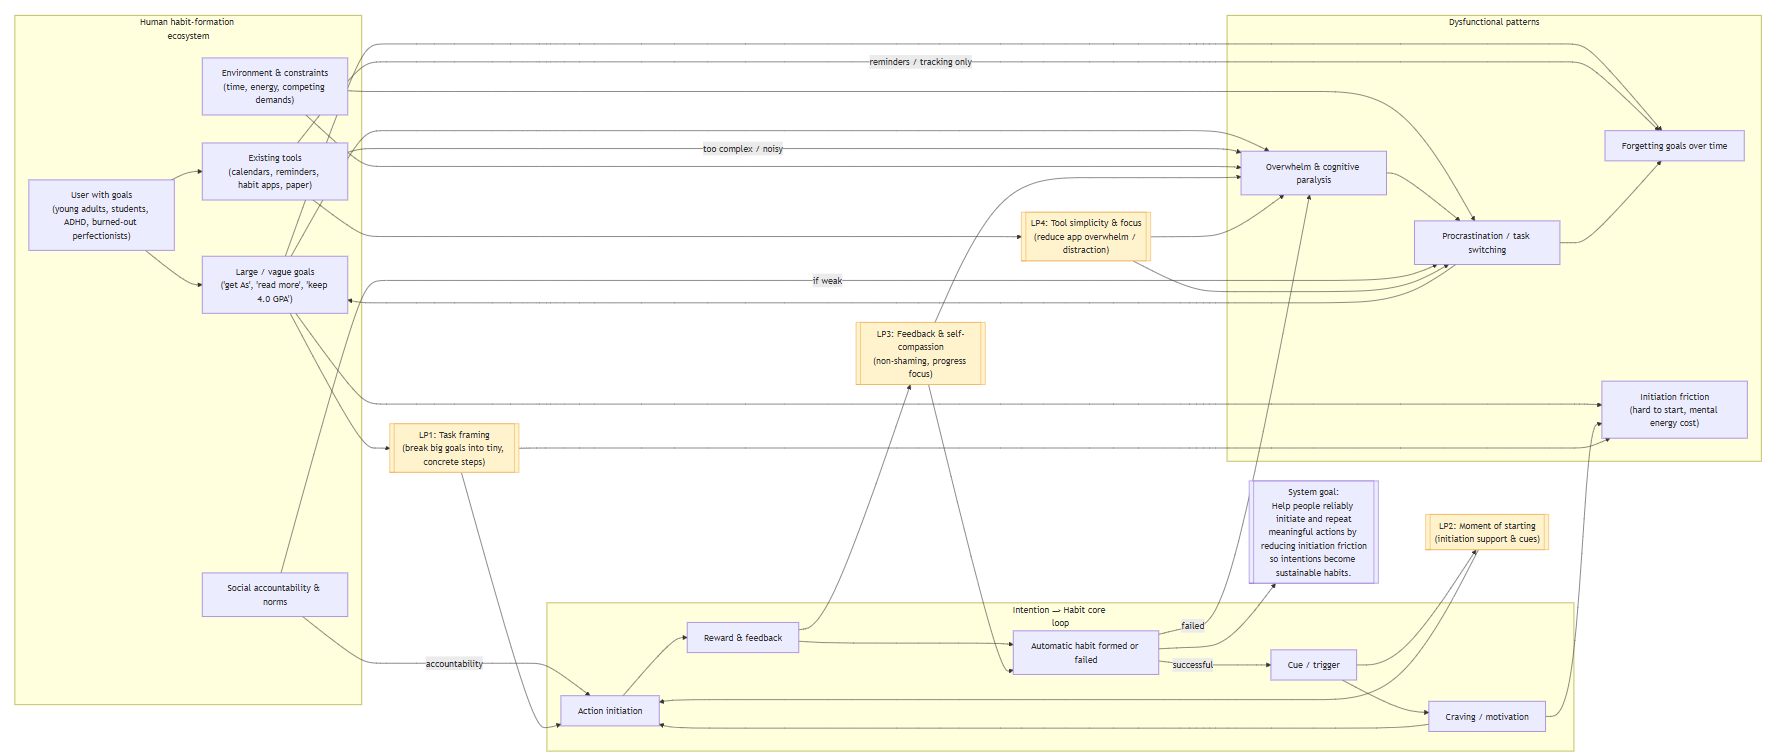 Human habit-formation
ecosystem
Environment & constraints
(time, energy, competing
demands)
Existing tools
(calendars, reminders,
habit apps, paper)
User with goals
(young adults, students,
ADHD, burned-out
perfectionists)
Large / vague goals
('get As', 'read more', 'keep
4.0 GPA')
Social accountability &
norms
reminders / tracking only
too complex / noisy
if weak
accountability
LP1: Task framing
(break big goals into tiny,
concrete steps)
LP3: Feedback & self-
compassion
(non-shaming, progress
focus)
LP4: Tool simplicity & focus
(reduce app overwhelm /
distraction)
Dysfunctional patterns
Overwhelm & cognitive
paralysis
Forgetting goals over time
Procrastination / task
switching
Initiation friction
(hard to start, mental
energy cost)
System goal:
Help people reliably
initiate and repeat
meaningful actions by
reducing initiation friction
so intentions become
sustainable habits.
LP2: Moment of starting
(initiation support & cues)
Intention → Habit core
loop
Reward & feedback
Automatic habit formed or
failed
failed
successful
Cue / trigger
Action initiation
Craving / motivation